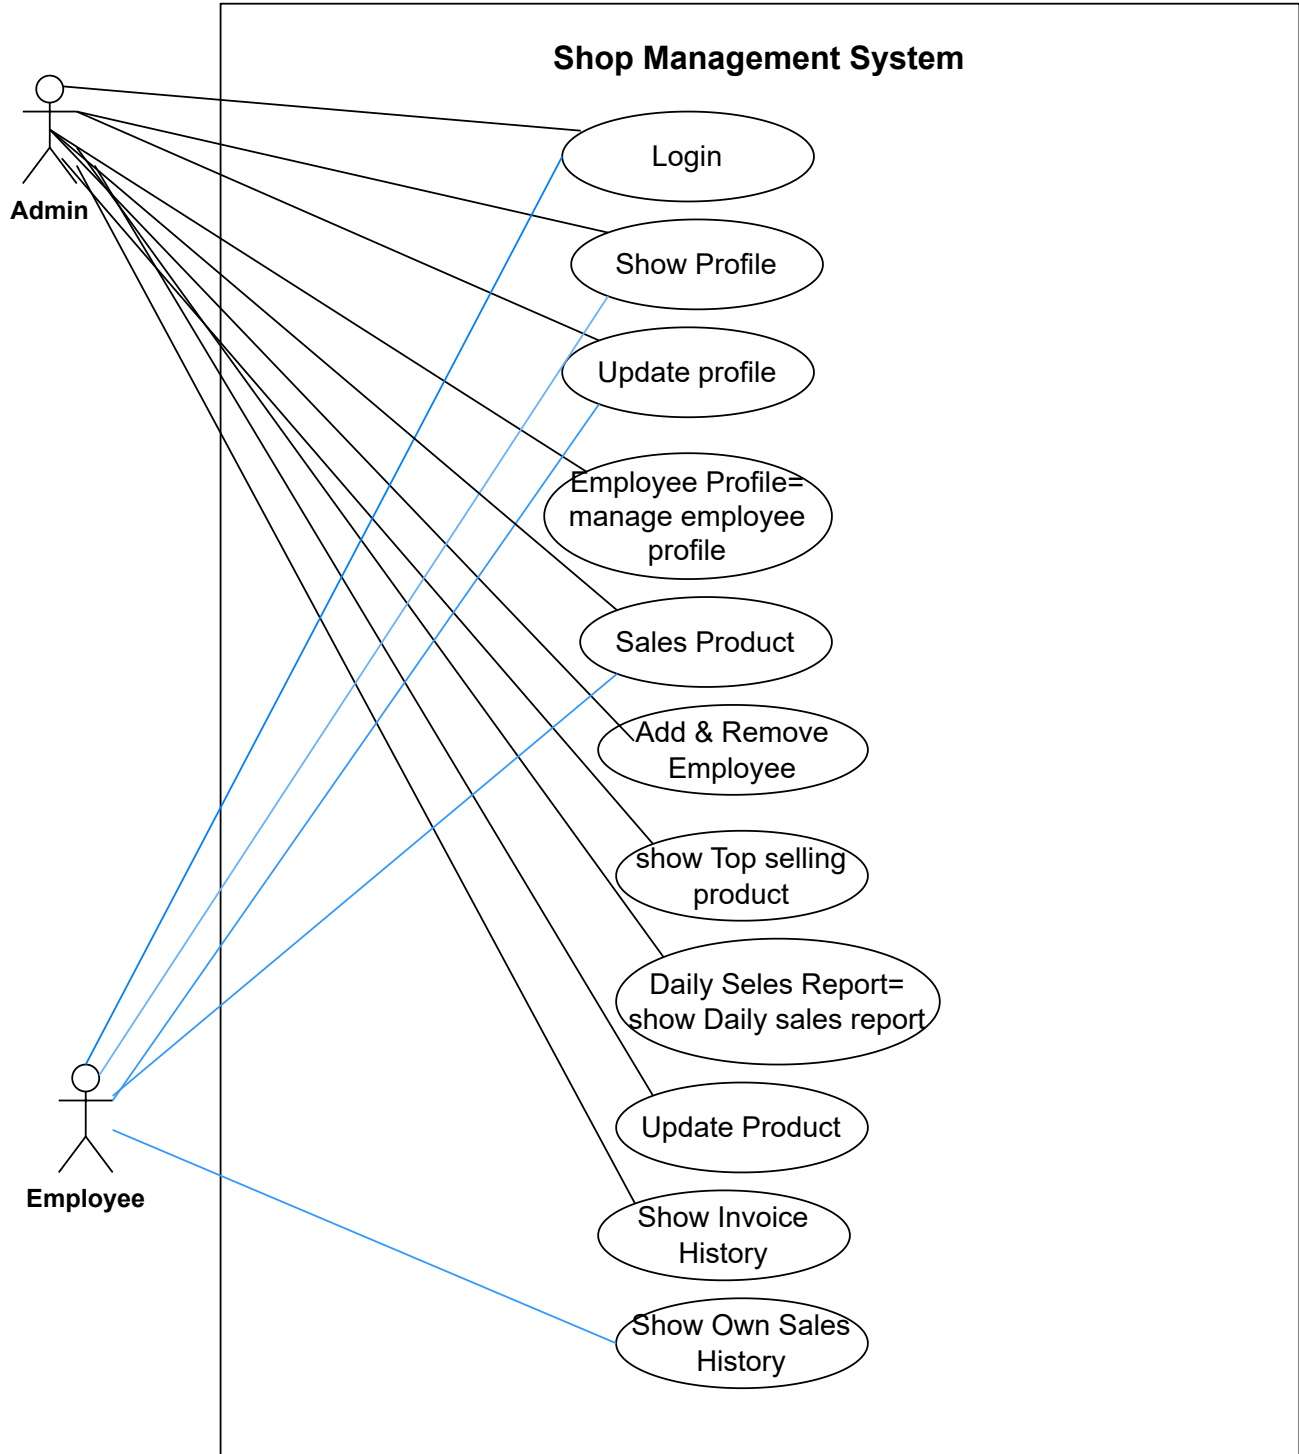 Shop Management System
Admin
Login
Show Profile
Update profile
Employee Profile=
manage employee
profile
Sales Product
Add & Remove
Employee
show Top selling
product
Daily Seles Report=
show Daily sales report
Update Product
Employee
Show Invoice
History
Show Own Sales
History